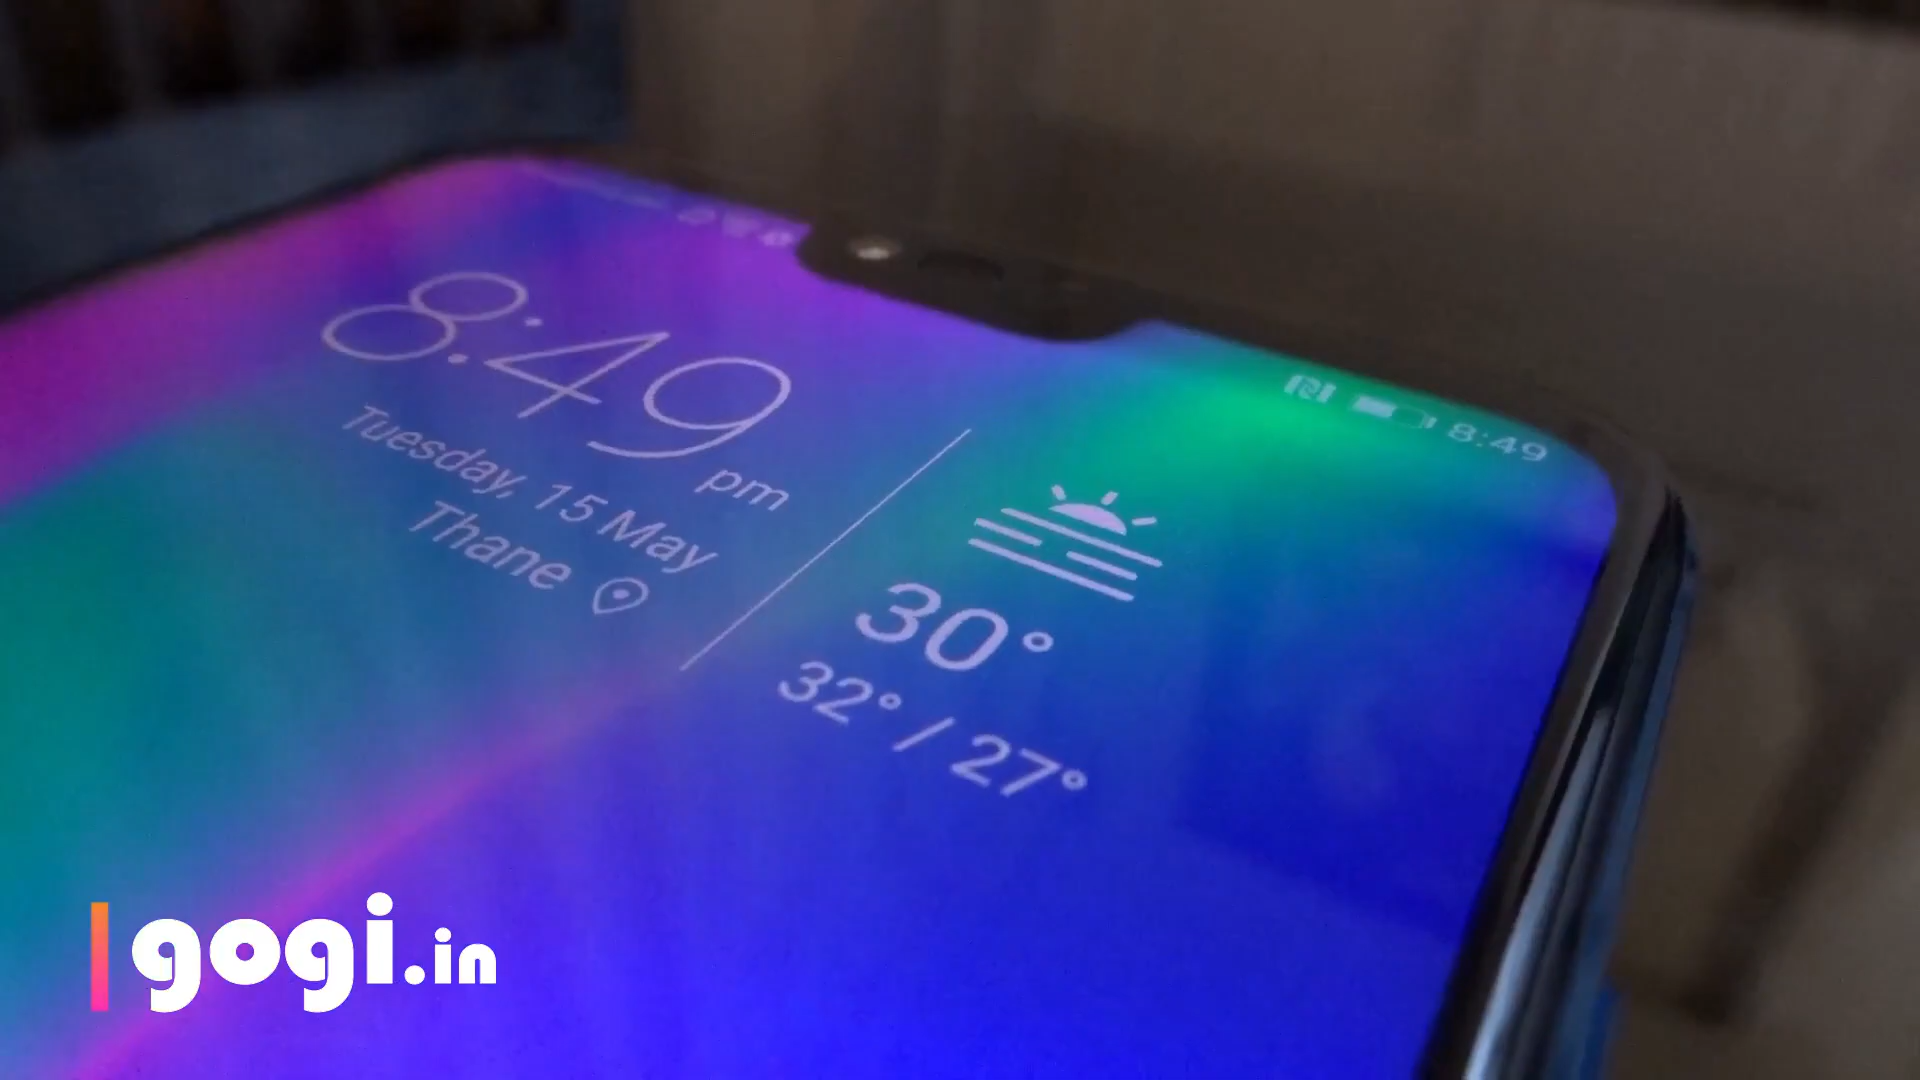 8:49
8:49 pm
Tuesday, 15 May
Thane
30°
32° / 27°
gogi.in